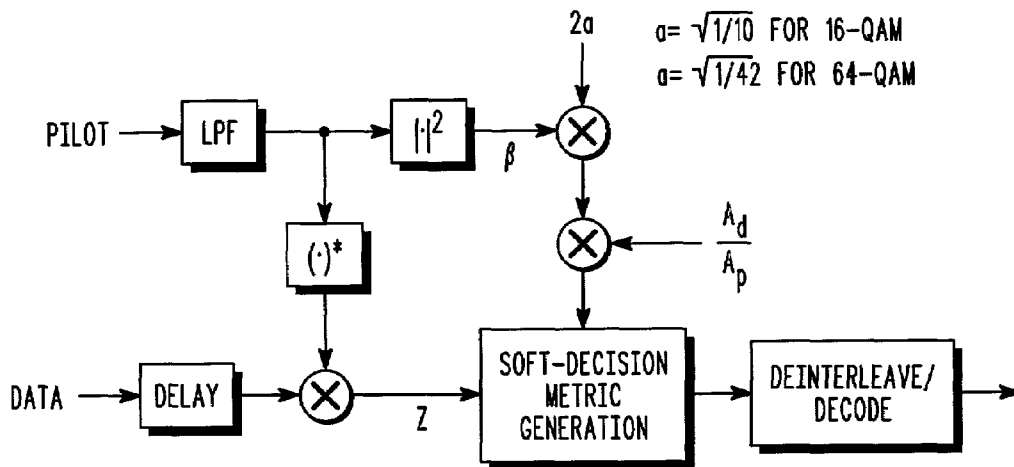 2a
a= √1/10 FOR 16-QAM
a= √1/42 FOR 64-QAM
PILOT
LPF
|·|²
β
A_d
A_p
(·)*
DATA
DELAY
Z
SOFT-DECISION
METRIC
GENERATION
DEINTERLEAVE/
DECODE